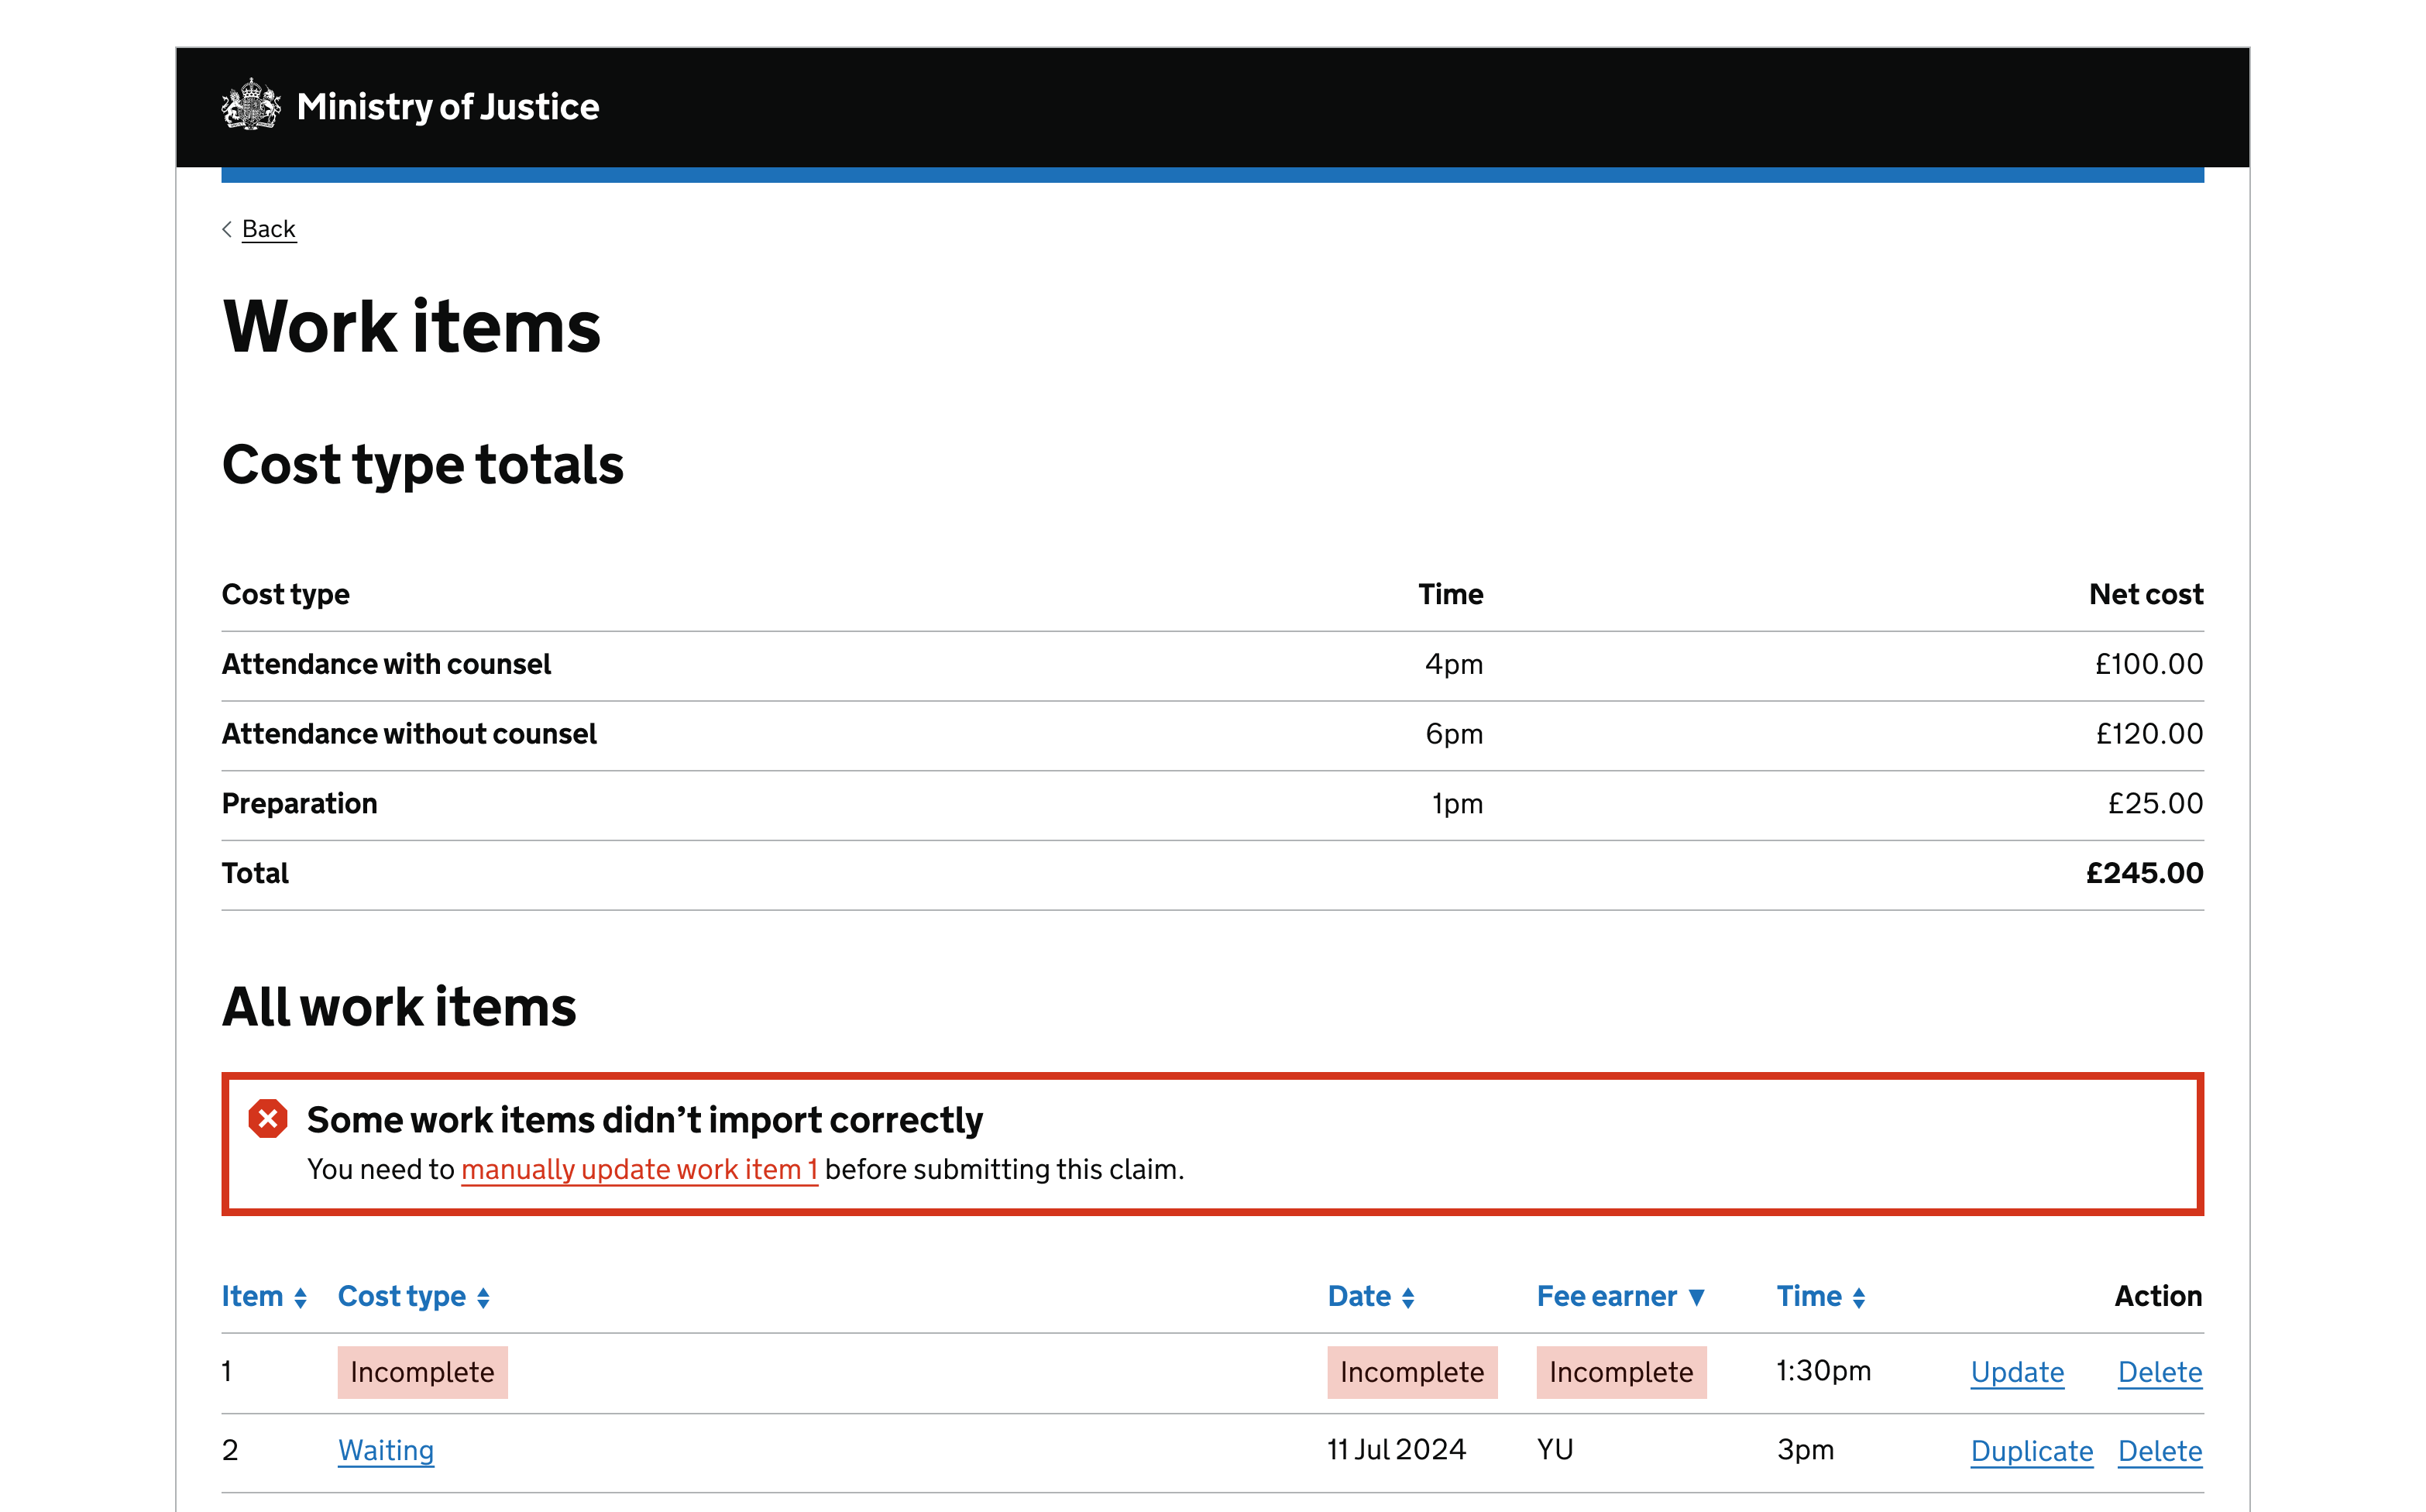 Ministry of Justice
Back
Work items
Cost type totals
Cost type Time Net cost
Attendance with counsel 4pm £100.00
Attendance without counsel 6pm £120.00
Preparation 1pm £25.00
Total £245.00
All work items
Some work items didn’t import correctly
You need to manually update work item 1 before submitting this claim.
Item Cost type Date Fee earner Time Action
1 Incomplete Incomplete Incomplete 1:30pm Update Delete
2 Waiting 11 Jul 2024 YU 3pm Duplicate Delete